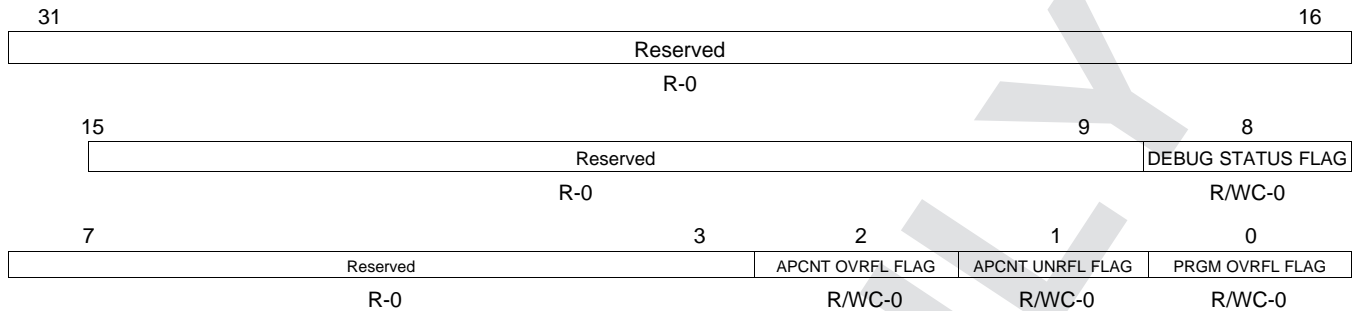 31 16
Reserved
R-0
15 9 8
Reserved DEBUG STATUS FLAG
R-0 R/WC-0
7 3 2 1 0
Reserved APCNT OVRFL FLAG APCNT UNRFL FLAG PRGM OVRFL FLAG
R-0 R/WC-0 R/WC-0 R/WC-0